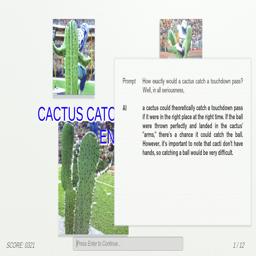 Prompt How exactly would a cactus catch a touchdown pass?
Well, in all seriousness,
CACTUS CATC
EN
AI a cactus could theoretically catch a touchdown pass
if it were in the right place at the right time. If the ball
were thrown perfectly and landed in the cactus'
"arms," there's a chance it could catch the ball.
However, it's important to note that cacti don't have
hands, so catching a ball would be very difficult.
SCORE: 0321
Press Enter to Continue...
1 / 12